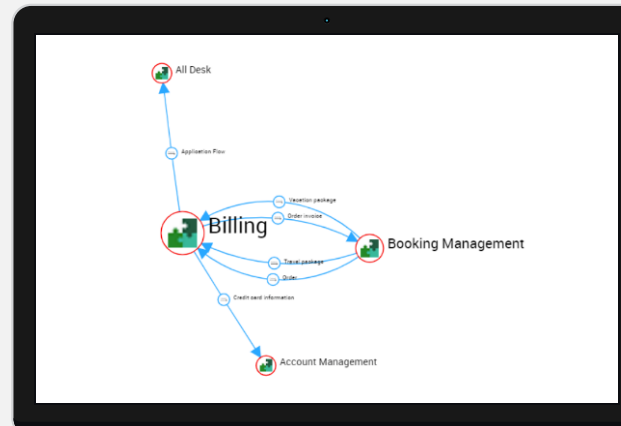 All Desk
Application Flow
Vacation package
Order invoice
Billing
Booking Management
Travel package
Order
Credit card information
Account Management